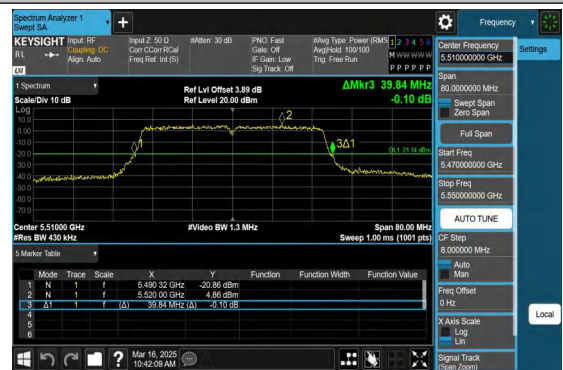 Spectrum Analyzer 1
Swept SA
Frequency
KEYSIGHT
Input: RF
Input Z: 50 Ω
#Atten: 30 dB
PNO: Fast
#Avg Type: Power (RMS
1 2 3 4 5 6
RL
Coupling: DC
Corr CCorr RCal
Gate: Off
Avg|Hold: 100/100
M W W W W W
Align: Auto
Freq Ref: Int (S)
IF Gain: Low
Trig: Free Run
P P P P P P
Sig Track: Off
LXI
1 Spectrum
Ref Lvl Offset 3.89 dB
ΔMkr3 39.84 MHz
Scale/Div 10 dB
Ref Level 20.00 dBm
-0.10 dB
Log
10.0
0.00
-10.0
-20.0
-30.0
-40.0
-50.0
-60.0
-70.0
1
2
3Δ1
DL1 -21.14 dBm
Center 5.51000 GHz
#Video BW 1.3 MHz
Span 80.00 MHz
#Res BW 430 kHz
Sweep 1.00 ms (1001 pts)
5 Marker Table
Mode Trace Scale X Y Function Function Width Function Value
1 N 1 f 5.490 32 GHz -20.86 dBm
2 N 1 f 5.520 00 GHz 4.86 dBm
3 Δ1 1 f (Δ) 39.84 MHz (Δ) -0.10 dB
4
5
6
Mar 16, 2025
10:42:09 AM
Center Frequency
5.510000000 GHz
Settings
Span
80.0000000 MHz
Swept Span
Zero Span
Full Span
Start Freq
5.470000000 GHz
Stop Freq
5.550000000 GHz
AUTO TUNE
CF Step
8.000000 MHz
Auto
Man
Freq Offset
0 Hz
Local
X Axis Scale
Log
Lin
Signal Track
(Span Zoom)